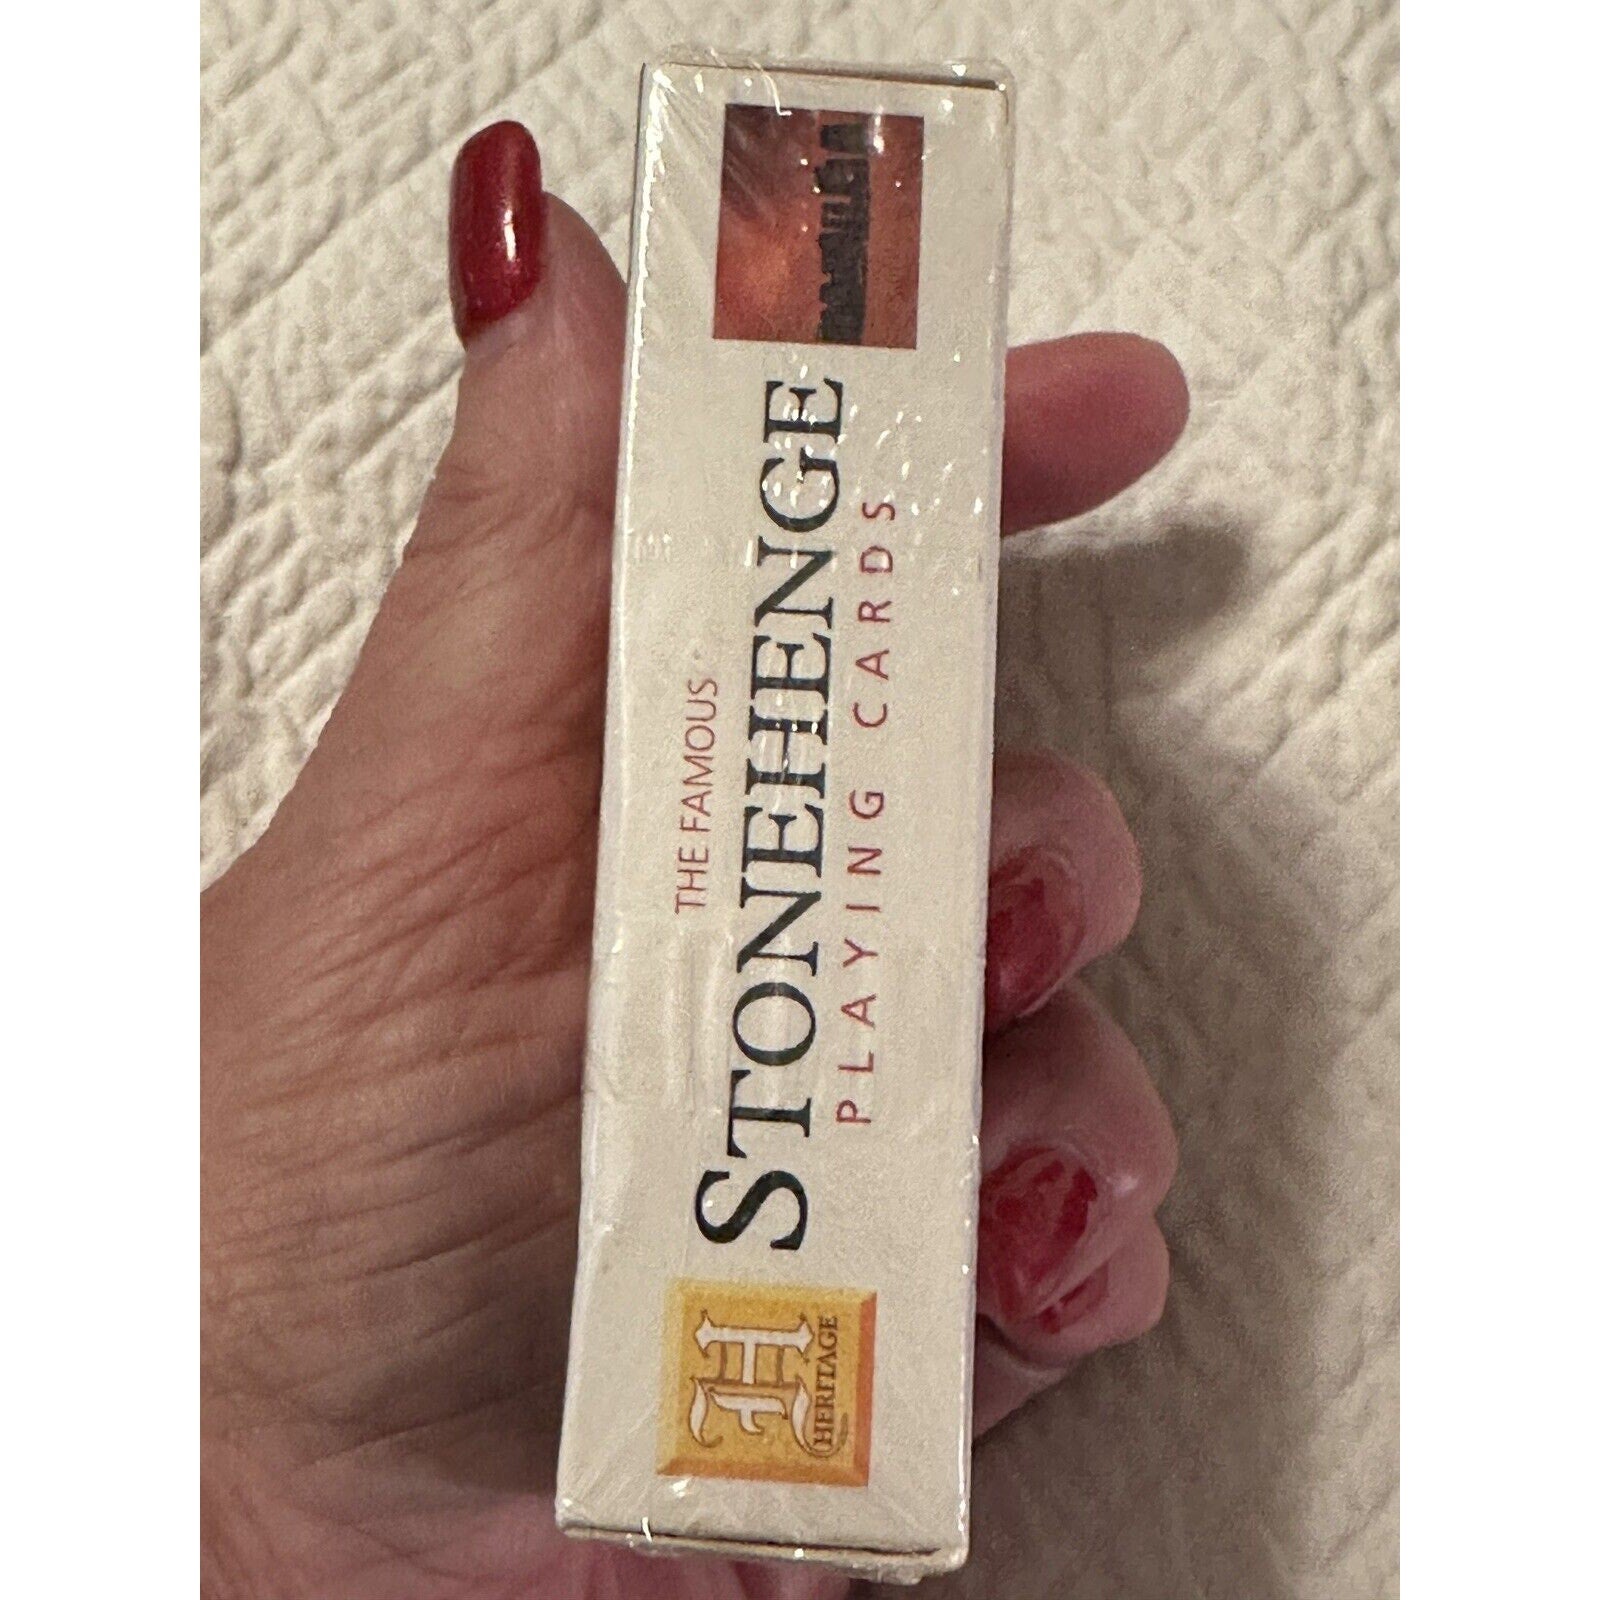 THE FAMOUS
STONEHENGE
PLAYING CARDS
H
HERITAGE